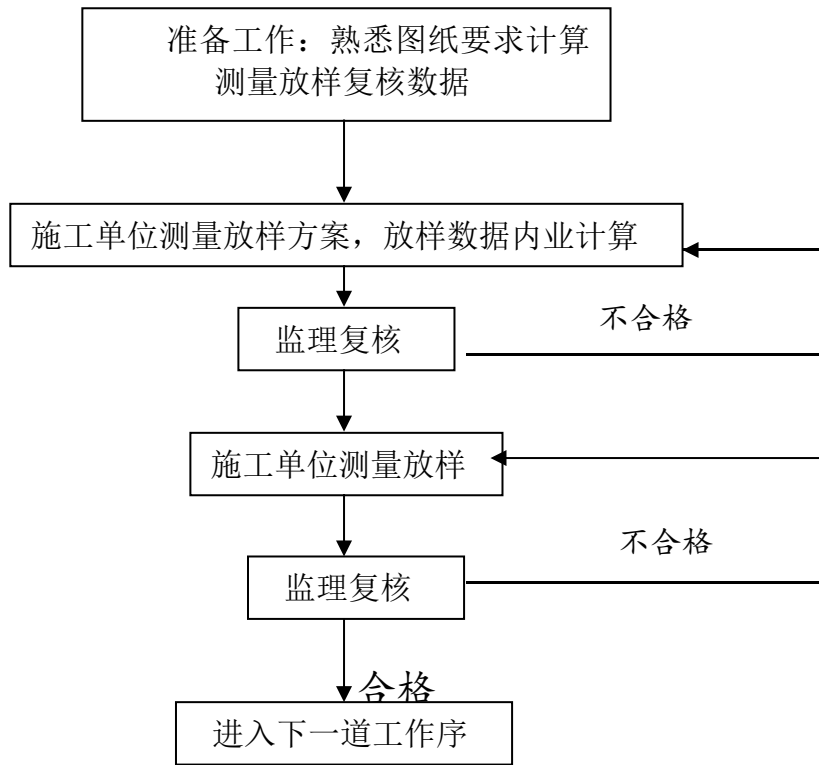 准备工作：熟悉图纸要求计算
测量放样复核数据
施工单位测量放样方案，放样数据内业计算
监理复核
不合格
施工单位测量放样
不合格
监理复核
合格
进入下一道工作序